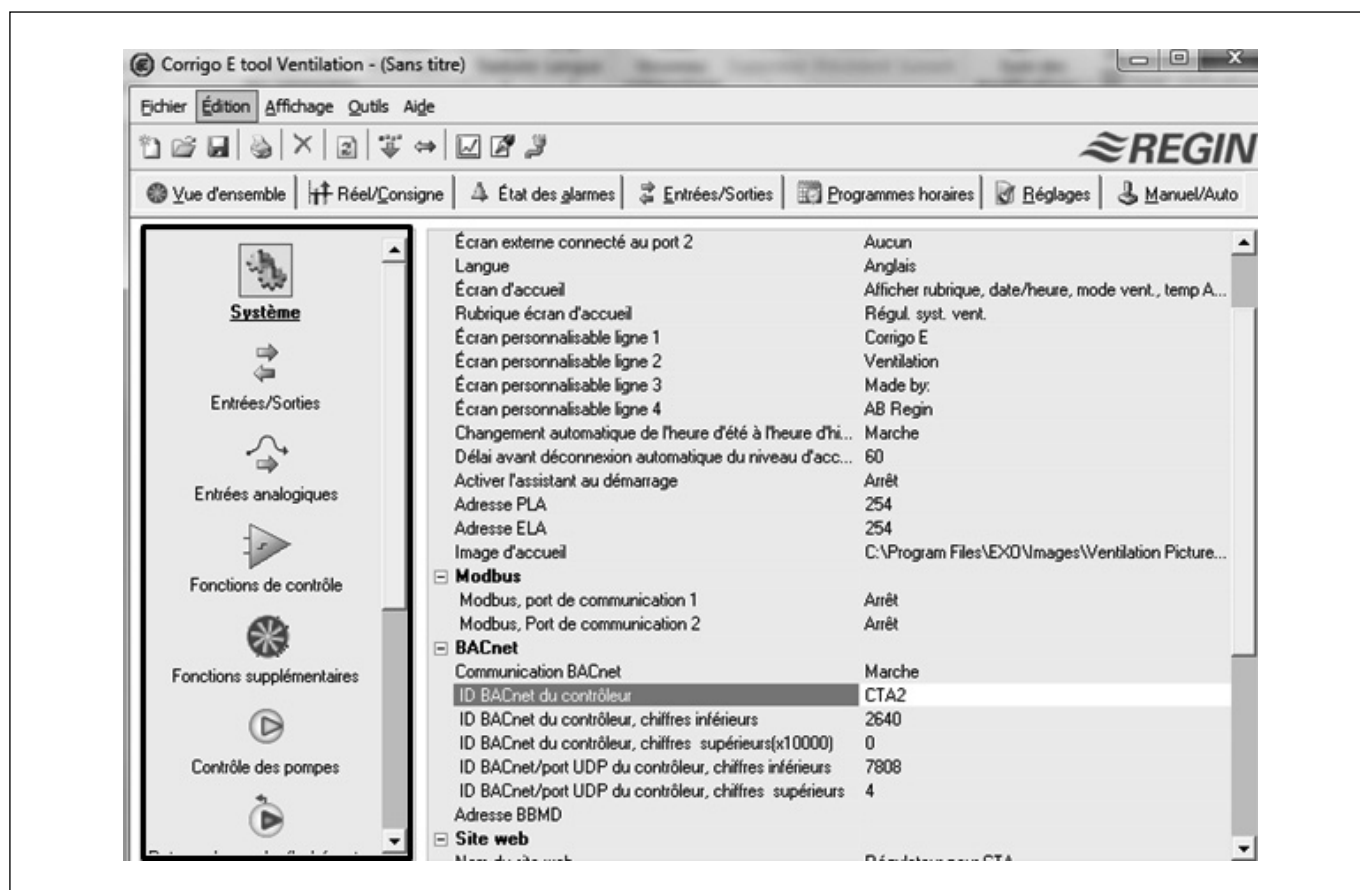 Corrigo E tool Ventilation - (Sans titre)
Fichier Édition Affichage Outils Aide
REGIN
Vue d'ensemble Réel/Consigne État des alarmes Entrées/Sorties Programmes horaires Réglages Manuel/Auto
Système
Entrées/Sorties
Entrées analogiques
Fonctions de contrôle
Fonctions supplémentaires
Contrôle des pompes
Écran externe connecté au port 2 Aucun
Langue Anglais
Écran d'accueil Afficher rubrique, date/heure, mode vent., temp A...
Rubrique écran d'accueil Régul. syst. vent.
Écran personnalisable ligne 1 Corrigo E
Écran personnalisable ligne 2 Ventilation
Écran personnalisable ligne 3 Made by:
Écran personnalisable ligne 4 AB Regin
Changement automatique de l'heure d'été à l'heure d'hi... Marche
Délai avant déconnexion automatique du niveau d'acc... 60
Activer l'assistant au démarrage Arrêt
Adresse PLA 254
Adresse ELA 254
Image d'accueil C:\Program Files\EXO\Images\Ventilation Picture...
Modbus
Modbus, port de communication 1 Arrêt
Modbus, Port de communication 2 Arrêt
BACnet
Communication BACnet Marche
ID BACnet du contrôleur CTA2
ID BACnet du contrôleur, chiffres inférieurs 2640
ID BACnet du contrôleur, chiffres supérieurs(x10000) 0
ID BACnet/port UDP du contrôleur, chiffres inférieurs 7808
ID BACnet/port UDP du contrôleur, chiffres supérieurs 4
Adresse BBMD
Site web
Nom du site web Régulateur pour CTA